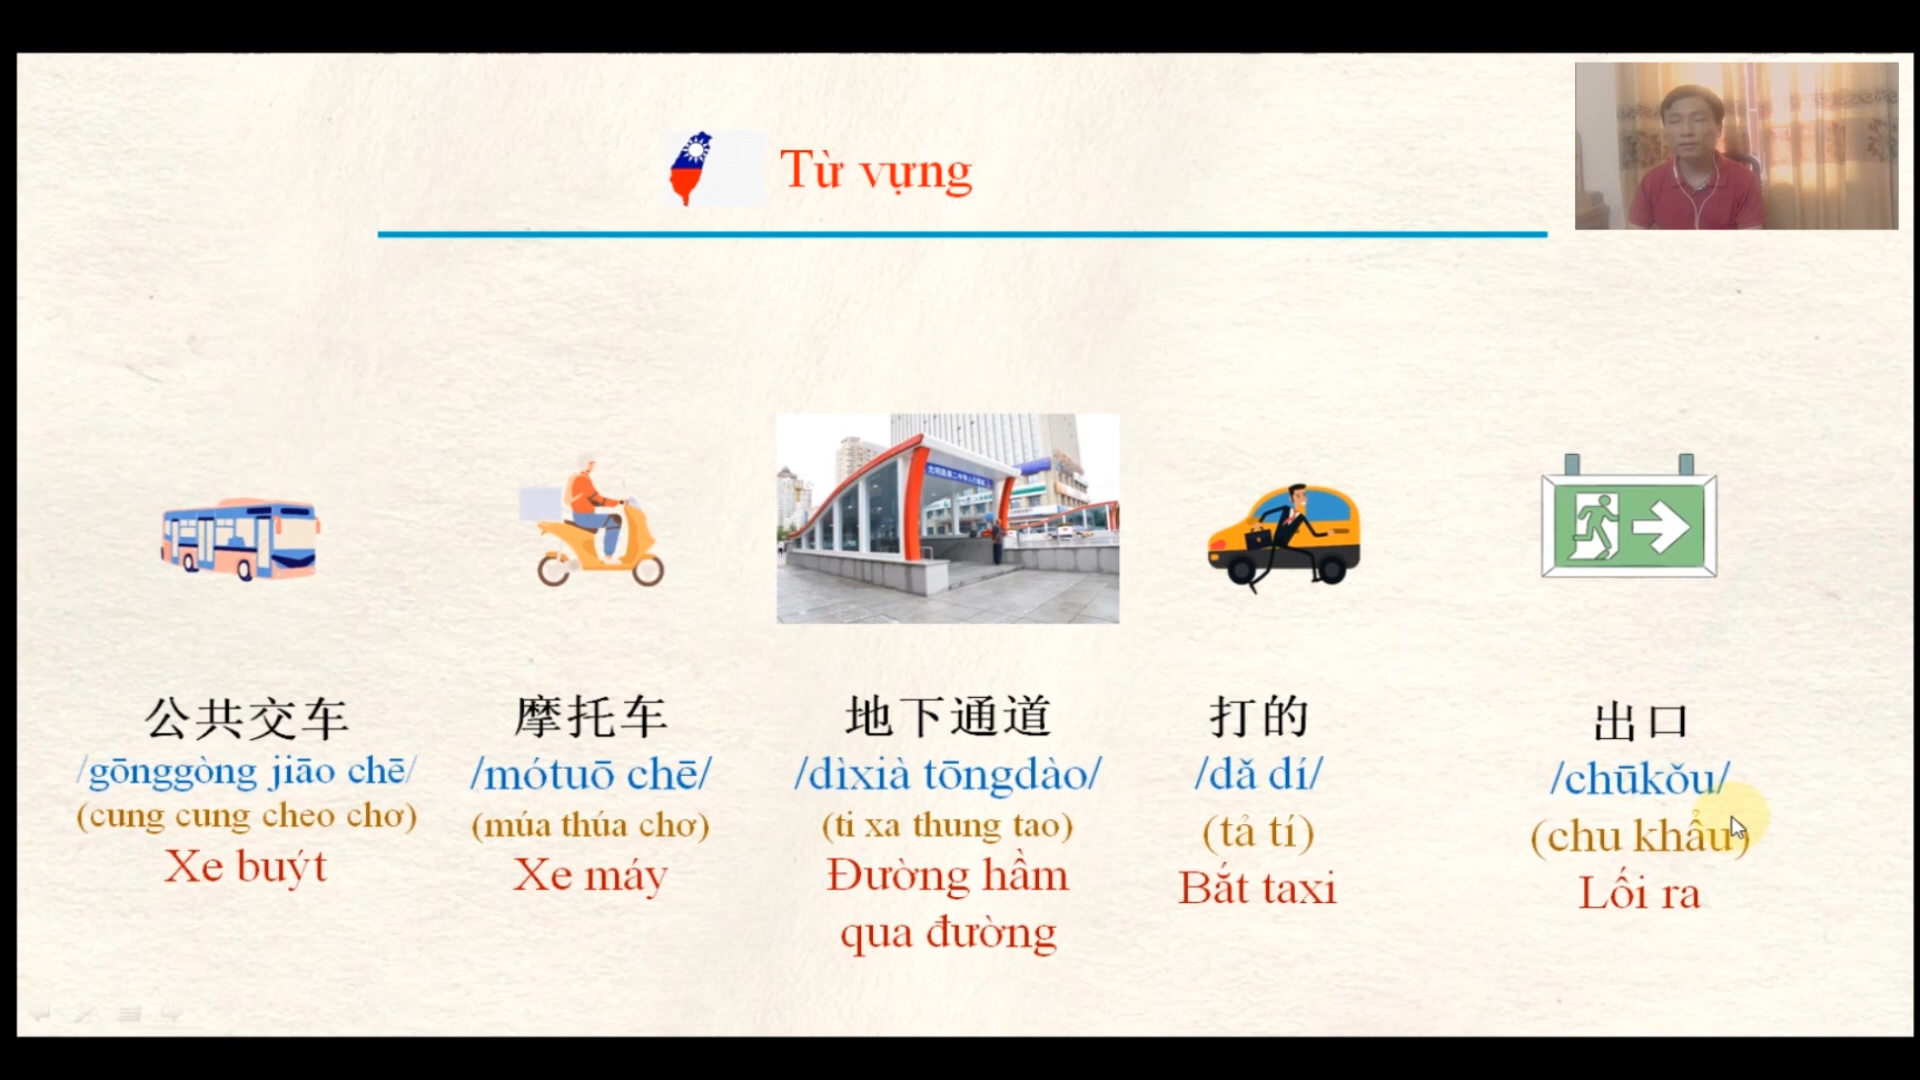 Từ vựng
公共交车
/gōnggòng jiāo chē/
(cung cung cheo chơ)
Xe buýt
摩托车
/mótuō chē/
(múa thúa chơ)
Xe máy
地下通道
/dìxià tōngdào/
(ti xa thung tao)
Đường hầm
qua đường
打的
/dǎ dí/
(tả tí)
Bắt taxi
出口
/chūkǒu/
(chu khẩu)
Lối ra